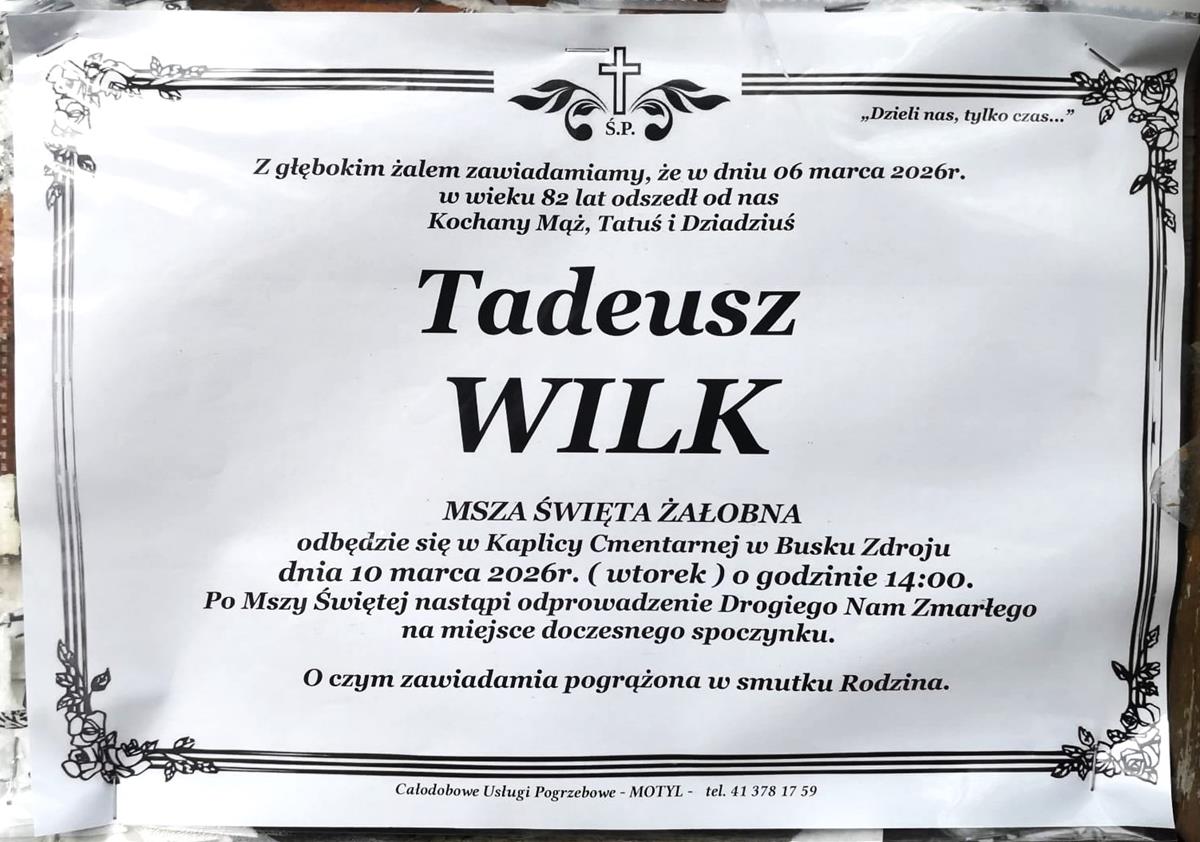 Ś.P.
„Dzieli nas, tylko czas...”
Z głębokim żalem zawiadamiamy, że w dniu 06 marca 2026r.
w wieku 82 lat odszedł od nas
Kochany Mąż, Tatuś i Dziadziuś
Tadeusz
WILK
MSZA ŚWIĘTA ŻAŁOBNA
odbędzie się w Kaplicy Cmentarnej w Busku Zdroju
dnia 10 marca 2026r. ( wtorek ) o godzinie 14:00.
Po Mszy Świętej nastąpi odprowadzenie Drogiego Nam Zmarłego
na miejsce doczesnego spoczynku.
O czym zawiadamia pogrążona w smutku Rodzina.
Całodobowe Usługi Pogrzebowe - MOTYL - tel. 41 378 17 59